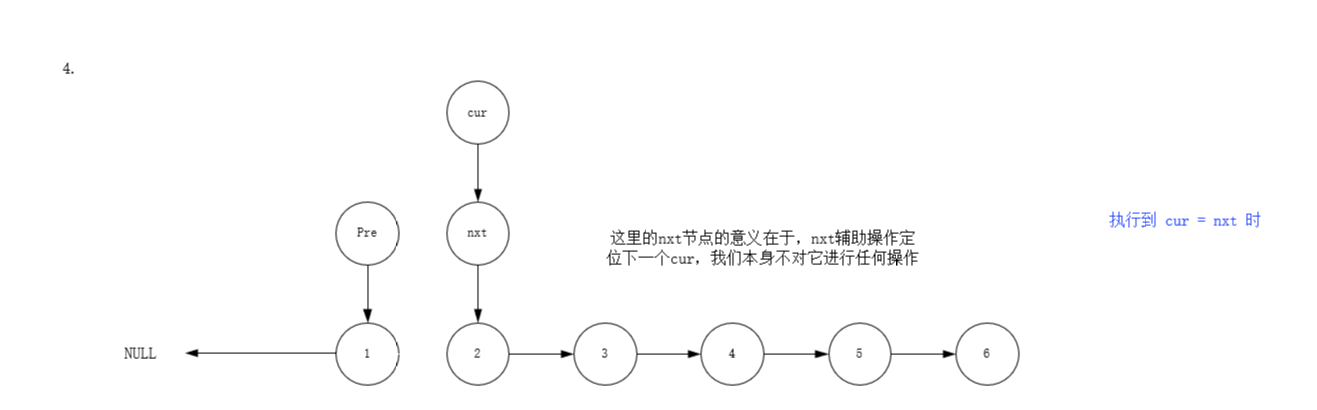 4.
cur
Pre
nxt
这里的nxt节点的意义在于，nxt辅助操作定
位下一个cur，我们本身不对它进行任何操作
执行到 cur = nxt 时
NULL
1
2
3
4
5
6